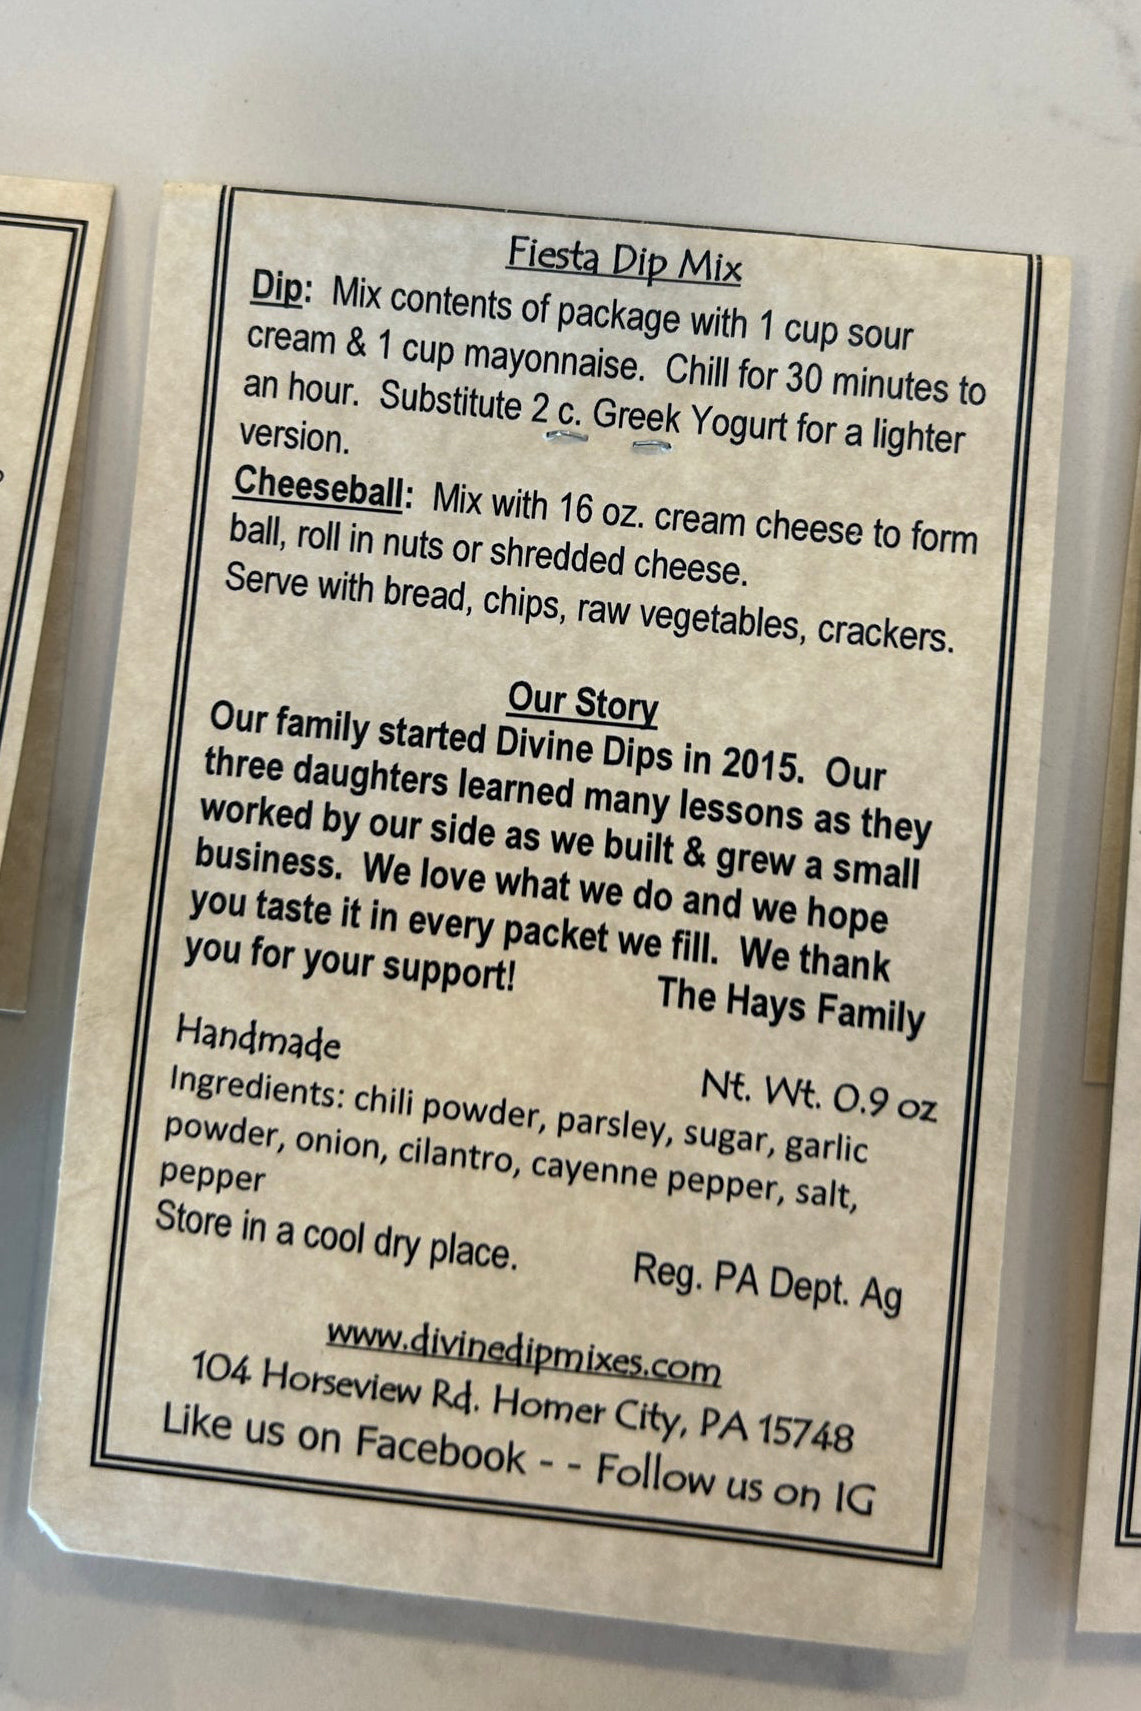 Fiesta Dip Mix
Dip: Mix contents of package with 1 cup sour
cream & 1 cup mayonnaise. Chill for 30 minutes to
an hour. Substitute 2 c. Greek Yogurt for a lighter
version.
Cheeseball: Mix with 16 oz. cream cheese to form
ball, roll in nuts or shredded cheese.
Serve with bread, chips, raw vegetables, crackers.
Our Story
Our family started Divine Dips in 2015. Our
three daughters learned many lessons as they
worked by our side as we built & grew a small
business. We love what we do and we hope
you taste it in every packet we fill. We thank
you for your support!
The Hays Family
Handmade
Nt. Wt. 0.9 oz
Ingredients: chili powder, parsley, sugar, garlic
powder, onion, cilantro, cayenne pepper, salt,
pepper
Store in a cool dry place.
Reg. PA Dept. Ag
www.divinedipmixes.com
104 Horseview Rd. Homer City, PA 15748
Like us on Facebook - - Follow us on IG